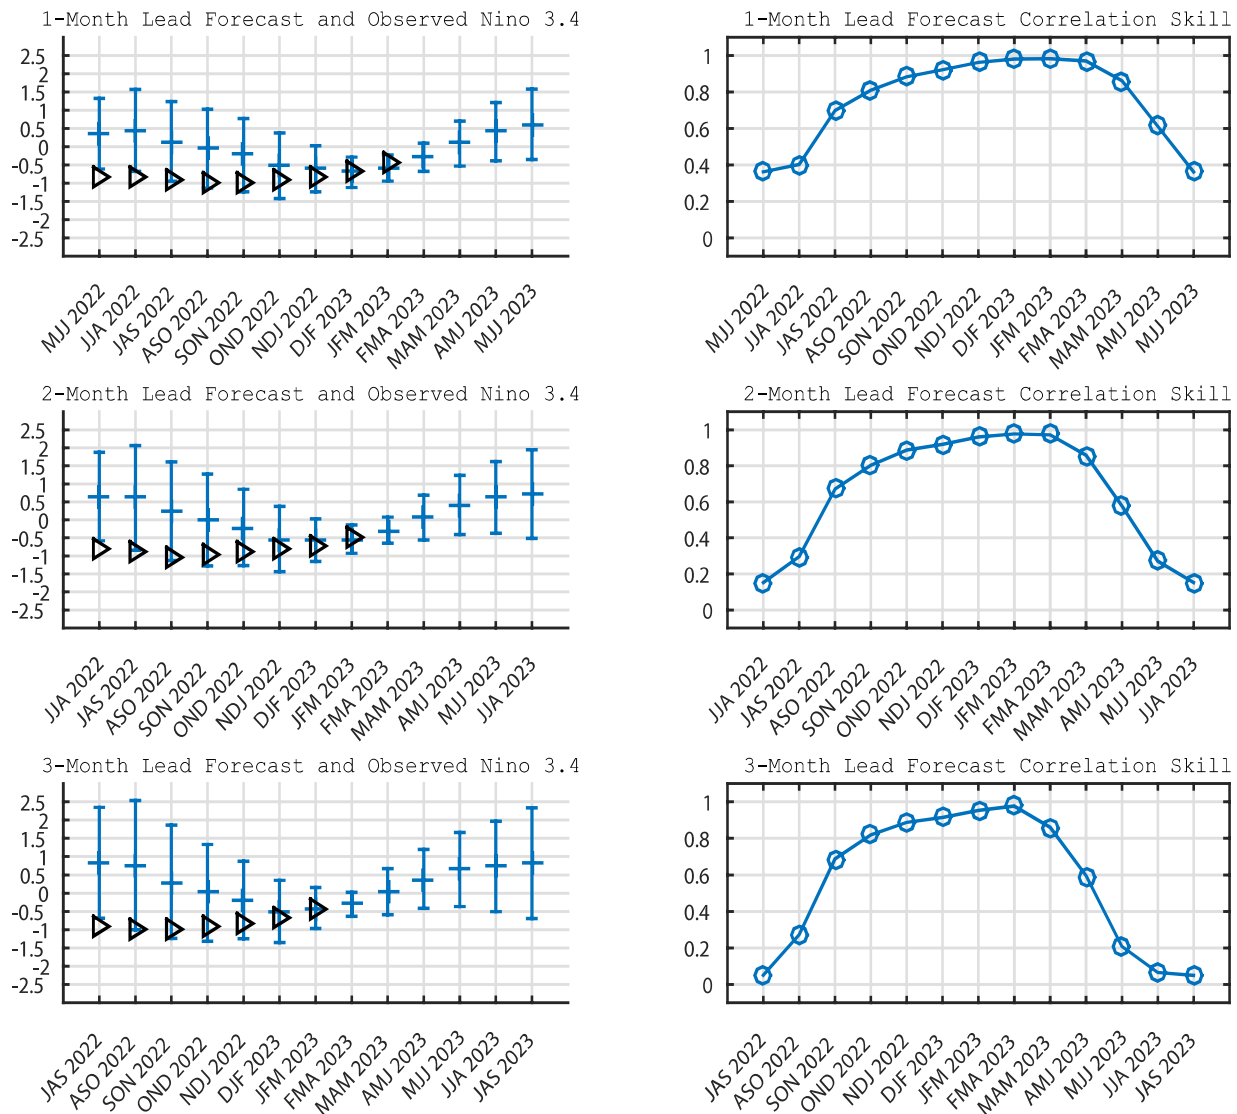 1-Month Lead Forecast and Observed Nino 3.4
2.5
2
1.5
1
0.5
0
-0.5
-1
-1.5
-2
-2.5
MJJ 2022
JJA 2022
JAS 2022
ASO 2022
SON 2022
OND 2022
NDJ 2022
DJF 2023
JFM 2023
FMA 2023
MAM 2023
AMJ 2023
MJJ 2023
1-Month Lead Forecast Correlation Skill
1
0.8
0.6
0.4
0.2
0
MJJ 2022
JJA 2022
JAS 2022
ASO 2022
SON 2022
OND 2022
NDJ 2022
DJF 2023
JFM 2023
FMA 2023
MAM 2023
AMJ 2023
MJJ 2023
2-Month Lead Forecast and Observed Nino 3.4
2.5
2
1.5
1
0.5
0
-0.5
-1
-1.5
-2
-2.5
JJA 2022
JAS 2022
ASO 2022
SON 2022
OND 2022
NDJ 2022
DJF 2023
JFM 2023
FMA 2023
MAM 2023
AMJ 2023
MJJ 2023
JJA 2023
2-Month Lead Forecast Correlation Skill
1
0.8
0.6
0.4
0.2
0
JJA 2022
JAS 2022
ASO 2022
SON 2022
OND 2022
NDJ 2022
DJF 2023
JFM 2023
FMA 2023
MAM 2023
AMJ 2023
MJJ 2023
JJA 2023
3-Month Lead Forecast and Observed Nino 3.4
2.5
2
1.5
1
0.5
0
-0.5
-1
-1.5
-2
-2.5
JAS 2022
ASO 2022
SON 2022
OND 2022
NDJ 2022
DJF 2023
JFM 2023
FMA 2023
MAM 2023
AMJ 2023
MJJ 2023
JJA 2023
JAS 2023
3-Month Lead Forecast Correlation Skill
1
0.8
0.6
0.4
0.2
0
JAS 2022
ASO 2022
SON 2022
OND 2022
NDJ 2022
DJF 2023
JFM 2023
FMA 2023
MAM 2023
AMJ 2023
MJJ 2023
JJA 2023
JAS 2023